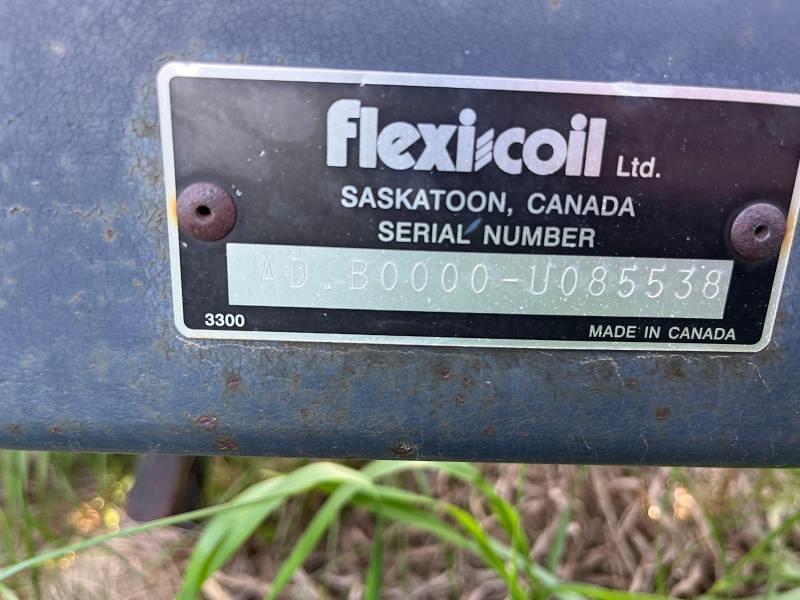 flexi-coil Ltd.
SASKATOON, CANADA
SERIAL NUMBER
AD.B0000-U085538
3300
MADE IN CANADA